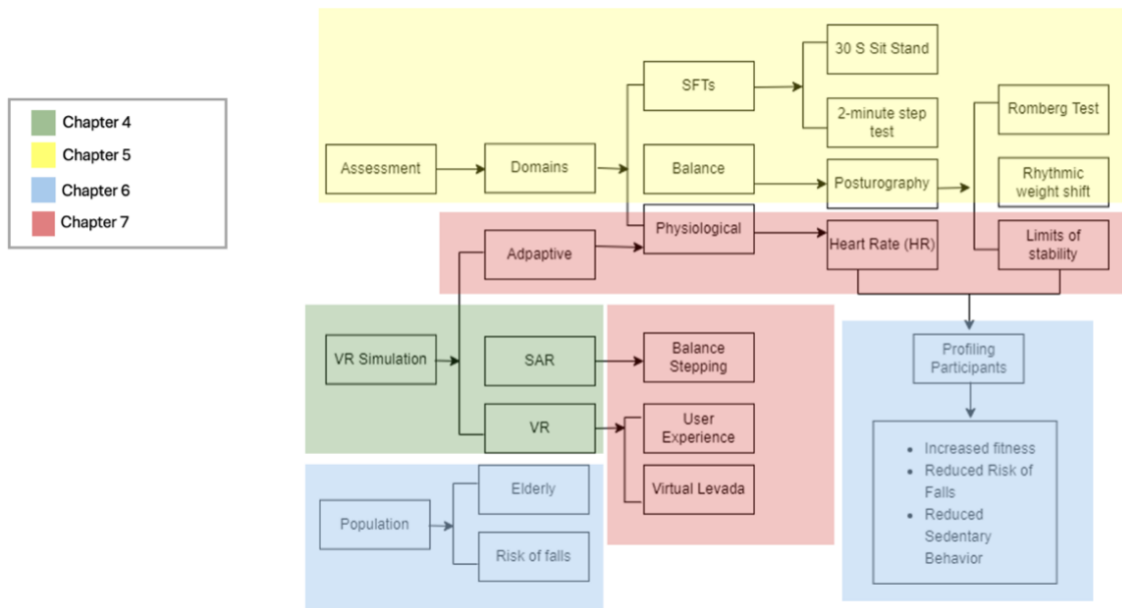 Chapter 4
Chapter 5
Chapter 6
Chapter 7
Assessment
Domains
SFTs
Balance
Physiological
30 S Sit Stand
2-minute step
test
Posturography
Heart Rate (HR)
Romberg Test
Rhythmic
weight shift
Limits of
stability
Adpaptive
VR Simulation
SAR
VR
Balance
Stepping
User
Experience
Virtual Levada
Population
Elderly
Risk of falls
Profiling
Participants
• Increased fitness
• Reduced Risk of
Falls
• Reduced
Sedentary
Behavior